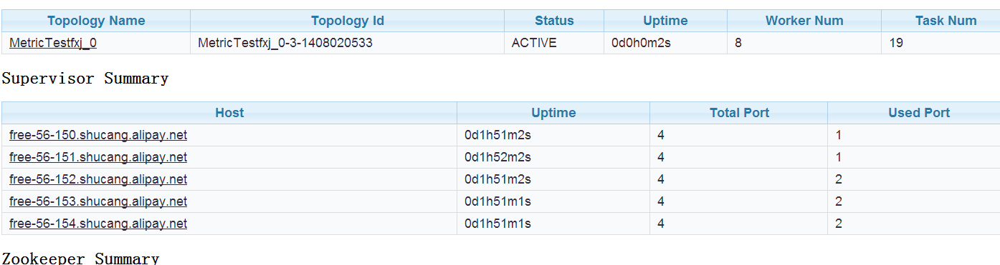 Topology Name Topology Id Status Uptime Worker Num Task Num
MetricTestfxj_0 MetricTestfxj_0-3-1408020533 ACTIVE 0d0h0m2s 8 19
Supervisor Summary
Host Uptime Total Port Used Port
free-56-150.shucang.alipay.net 0d1h51m2s 4 1
free-56-151.shucang.alipay.net 0d1h52m2s 4 1
free-56-152.shucang.alipay.net 0d1h51m2s 4 2
free-56-153.shucang.alipay.net 0d1h51m1s 4 2
free-56-154.shucang.alipay.net 0d1h51m1s 4 2
Zookeeper Summary